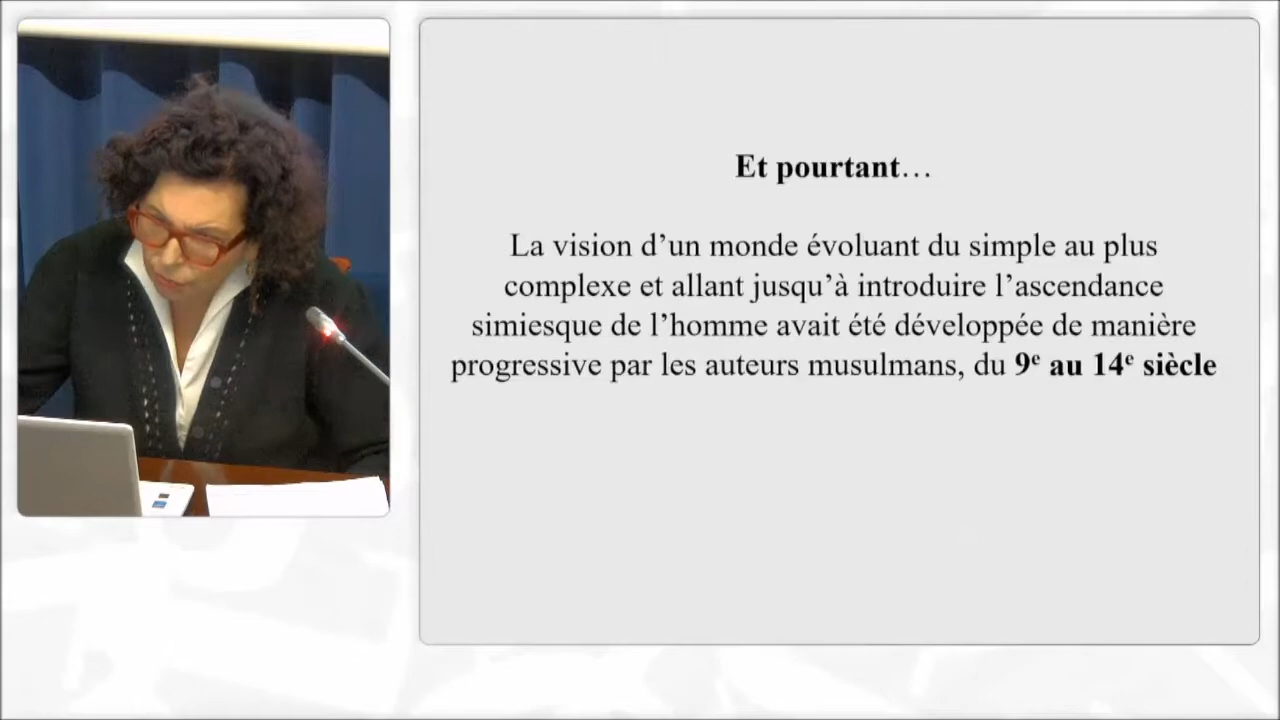 Et pourtant…
La vision d’un monde évoluant du simple au plus
complexe et allant jusqu’à introduire l’ascendance
simiesque de l’homme avait été développée de manière
progressive par les auteurs musulmans, du 9e au 14e siècle